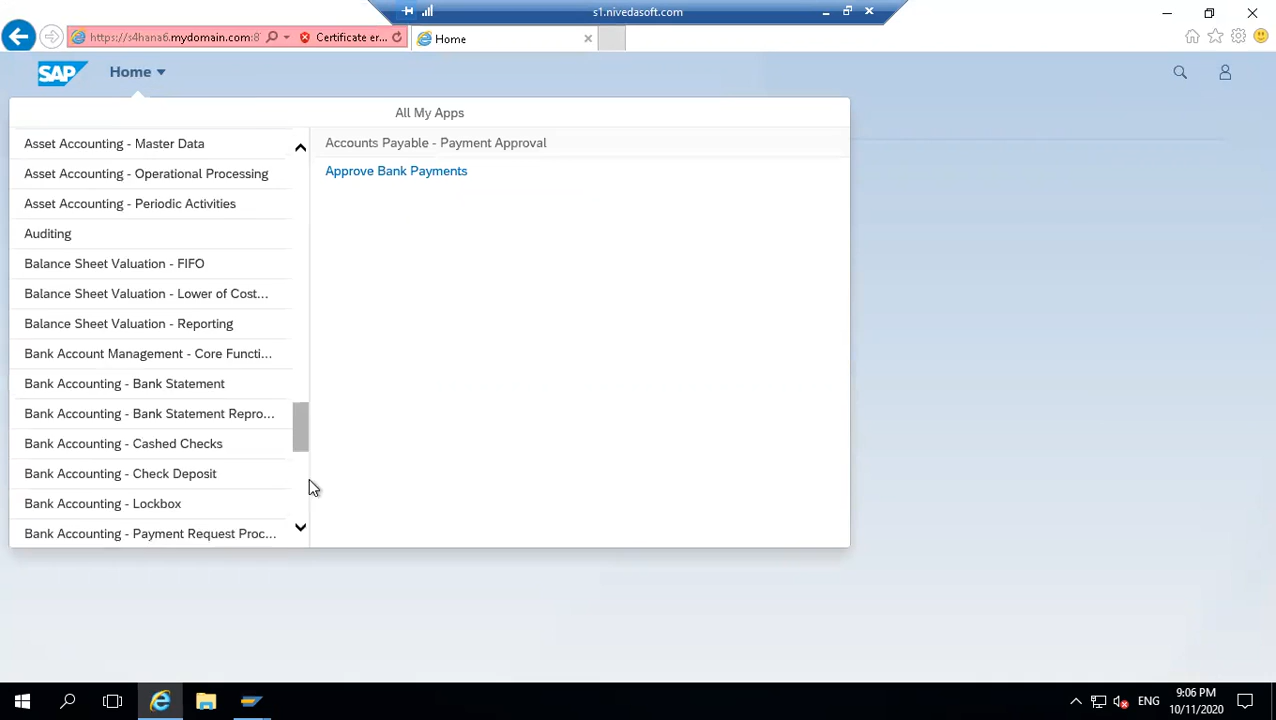 s1.nivedasoft.com
https://s4hana6.mydomain.com:8
Certificate er...
Home
SAP
Home
All My Apps
Asset Accounting - Master Data
Asset Accounting - Operational Processing
Asset Accounting - Periodic Activities
Auditing
Balance Sheet Valuation - FIFO
Balance Sheet Valuation - Lower of Cost...
Balance Sheet Valuation - Reporting
Bank Account Management - Core Functi...
Bank Accounting - Bank Statement
Bank Accounting - Bank Statement Repro...
Bank Accounting - Cashed Checks
Bank Accounting - Check Deposit
Bank Accounting - Lockbox
Bank Accounting - Payment Request Proc...
Accounts Payable - Payment Approval
Approve Bank Payments
ENG
9:06 PM
10/11/2020